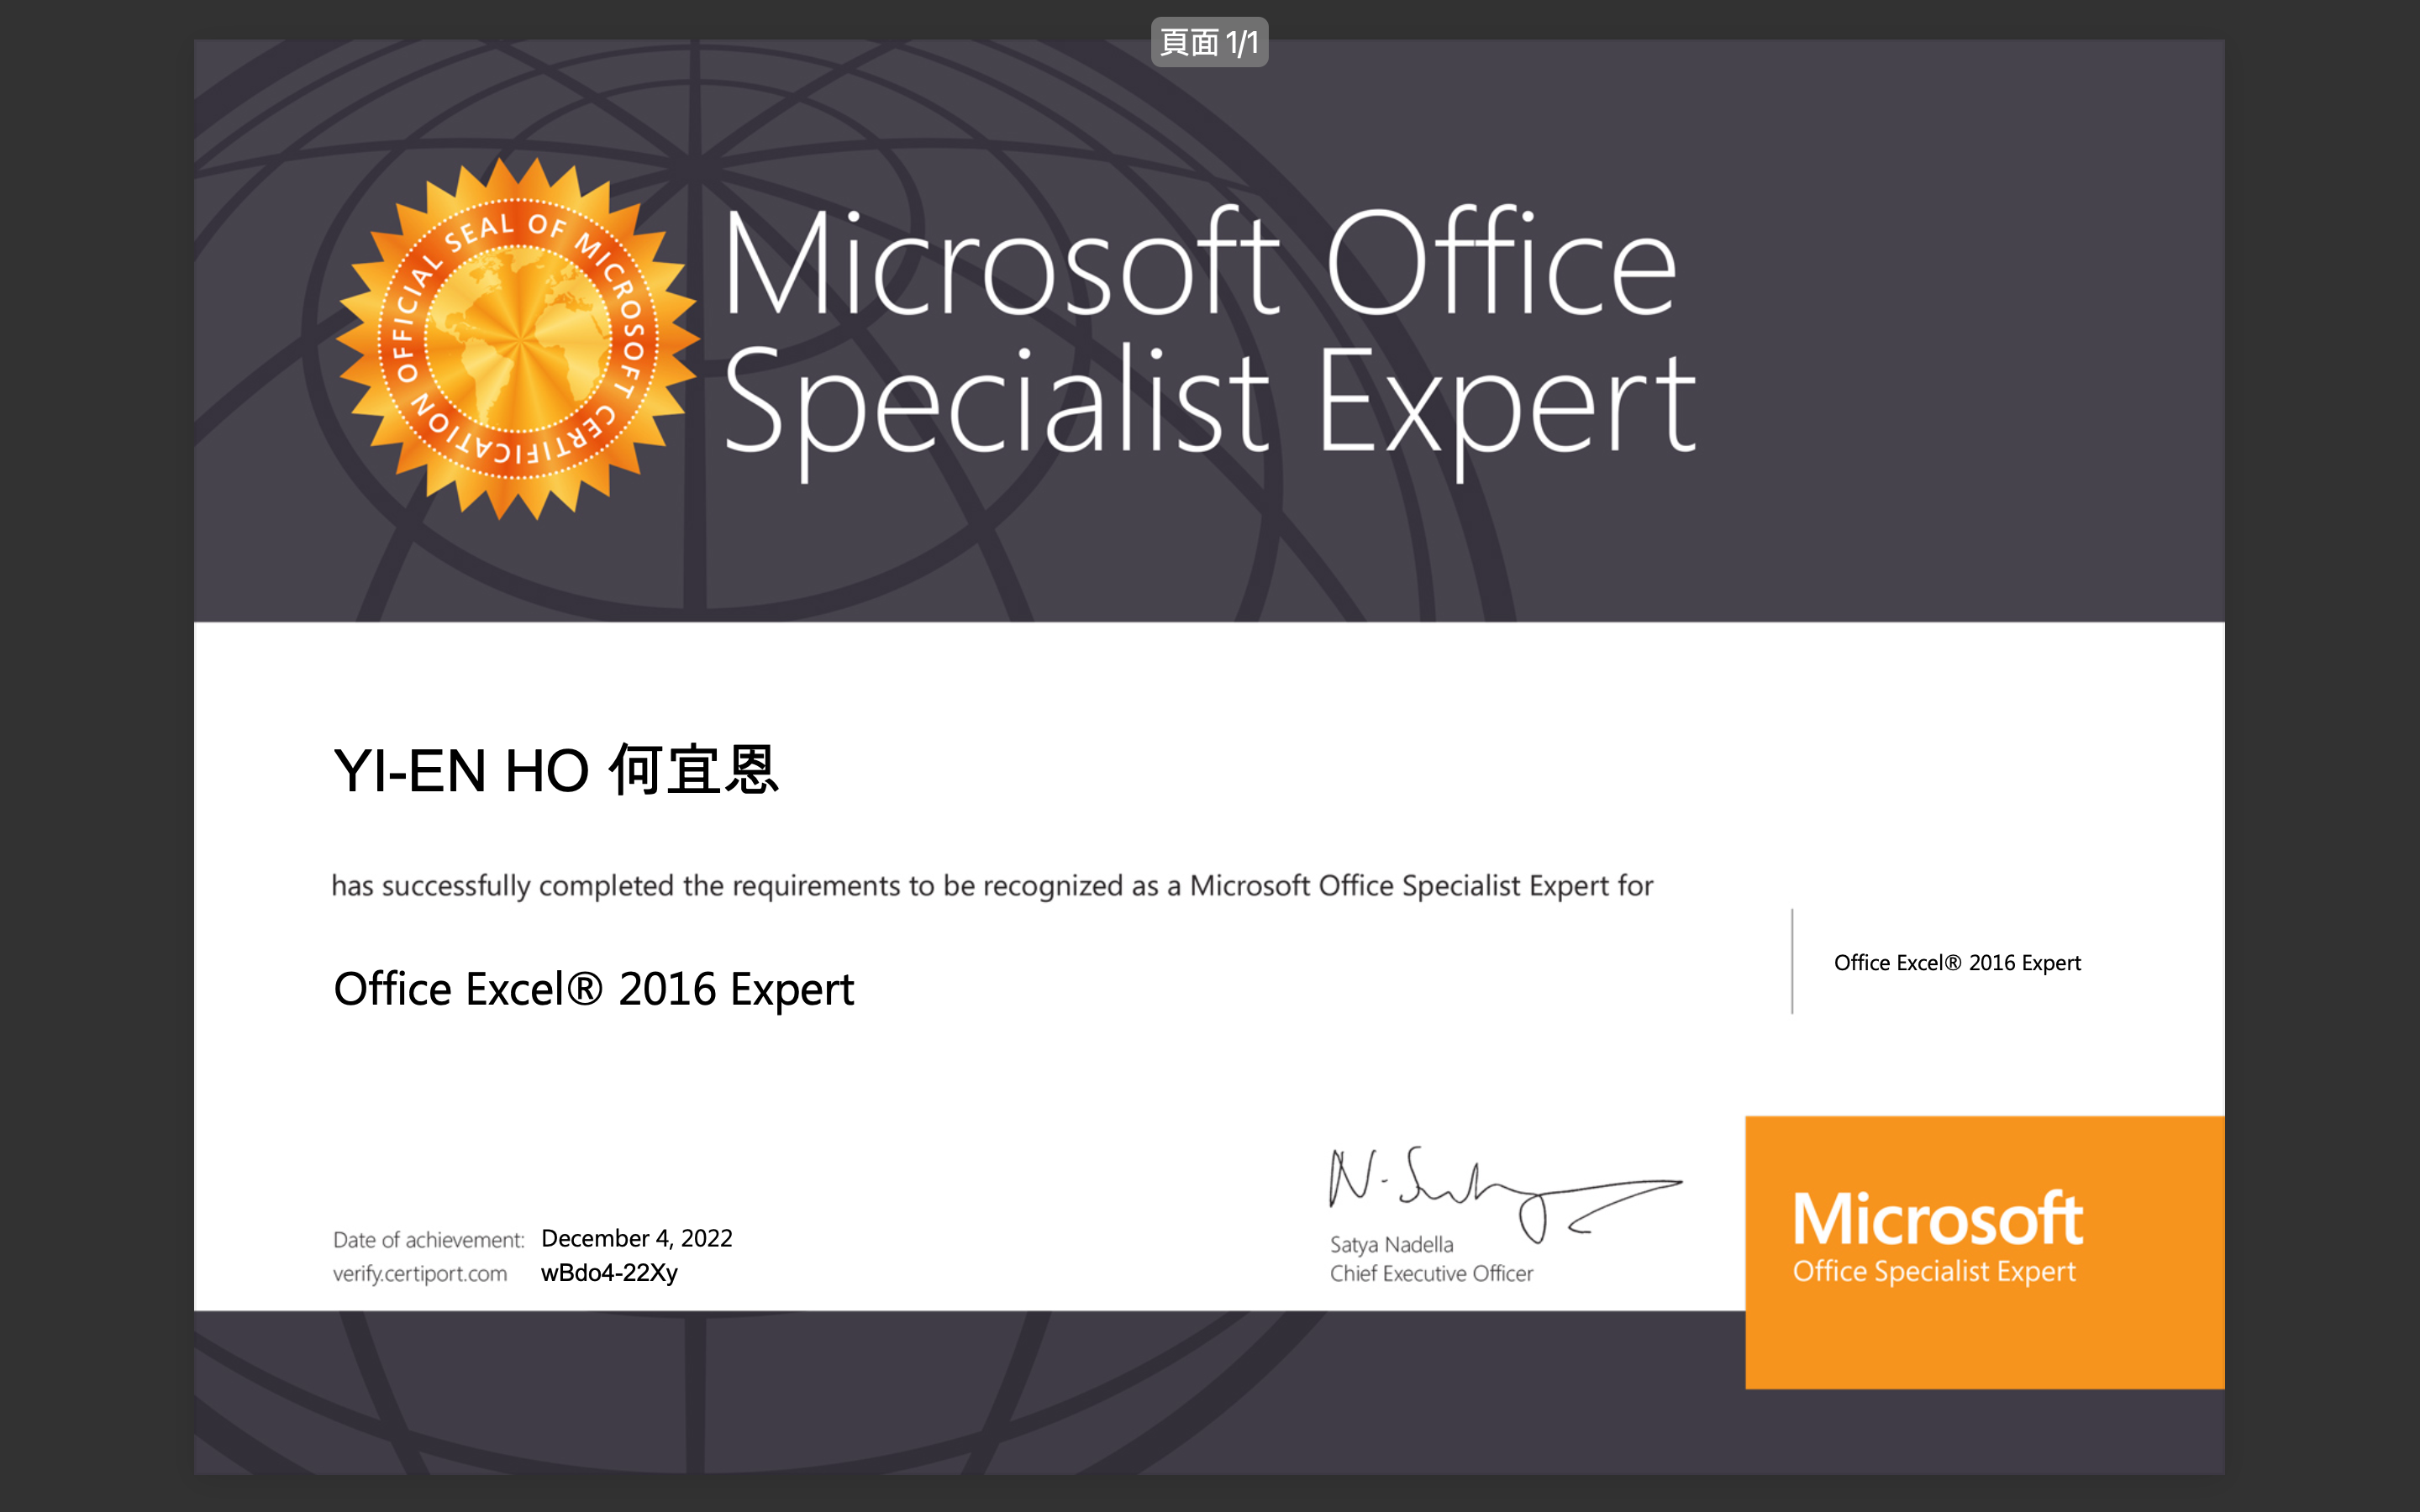 頁面 1/1
OFFICIAL SEAL OF MICROSOFT CERTIFICATION
Microsoft Office
Specialist Expert
YI-EN HO 何宜恩
has successfully completed the requirements to be recognized as a Microsoft Office Specialist Expert for
Office Excel® 2016 Expert
Office Excel® 2016 Expert
N. Satya
Satya Nadella
Chief Executive Officer
Date of achievement: December 4, 2022
verify.certiport.com wBdo4-22Xy
Microsoft
Office Specialist Expert